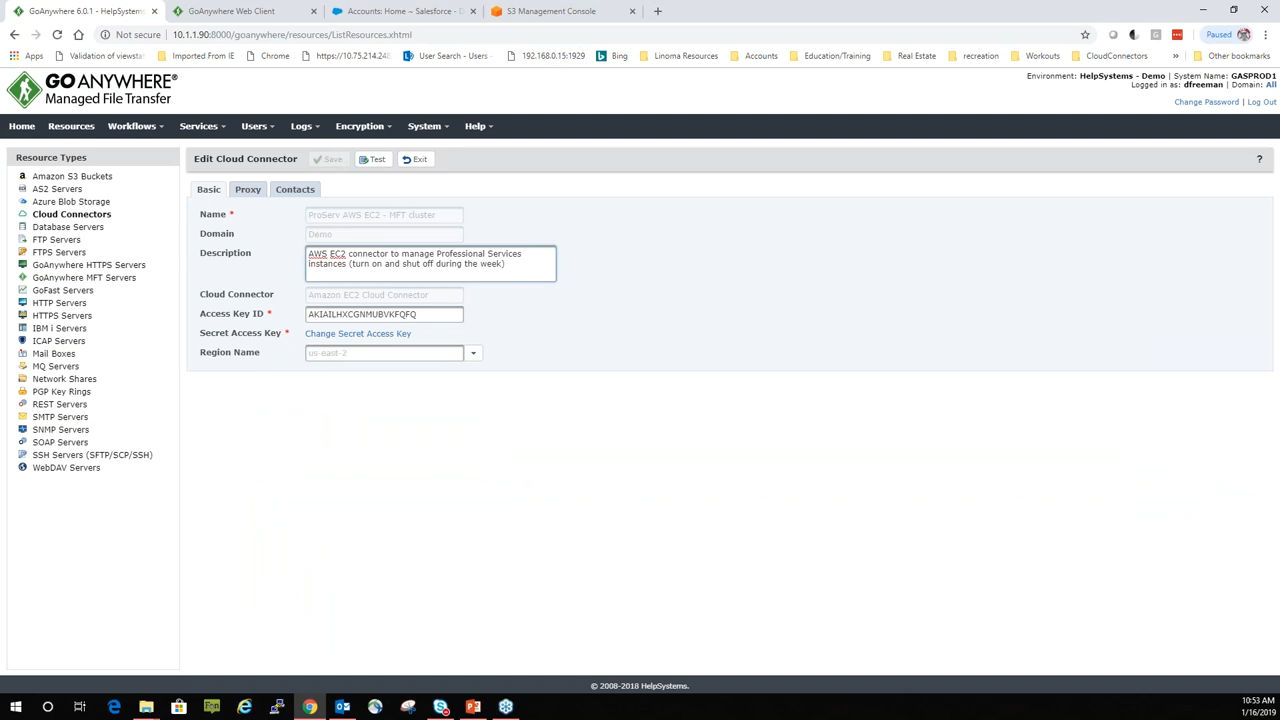 GoAnywhere 6.0.1 - HelpSystems
GoAnywhere Web Client
Accounts: Home ~ Salesforce - D
S3 Management Console
Not secure
10.1.1.90:8000/goanywhere/resources/ListResources.xhtml
Paused
Apps
Validation of viewst
Imported From IE
Chrome
https://10.75.214.24
User Search - Users
192.168.0.15:1929
Bing
Linoma Resources
Accounts
Education/Training
Real Estate
recreation
Workouts
CloudConnectors
»
Other bookmarks
GO ANYWHERE®
Managed File Transfer
Environment: HelpSystems - Demo | System Name: GASPROD1
Logged in as: dfreeman | Domain: All
Change Password | Log Out
Home
Resources
Workflows
Services
Users
Logs
Encryption
System
Help
Resource Types
Amazon S3 Buckets
AS2 Servers
Azure Blob Storage
Cloud Connectors
Database Servers
FTP Servers
FTPS Servers
GoAnywhere HTTPS Servers
GoAnywhere MFT Servers
GoFast Servers
HTTP Servers
HTTPS Servers
IBM i Servers
ICAP Servers
Mail Boxes
MQ Servers
Network Shares
PGP Key Rings
REST Servers
SMTP Servers
SNMP Servers
SOAP Servers
SSH Servers (SFTP/SCP/SSH)
WebDAV Servers
Edit Cloud Connector
Save
Test
Exit
?
Basic
Proxy
Contacts
Name *
ProServ AWS EC2 - MFT cluster
Domain
Demo
Description
AWS EC2 connector to manage Professional Services
instances (turn on and shut off during the week)
Cloud Connector
Amazon EC2 Cloud Connector
Access Key ID *
AKIAILHXCGNMUBVKFQFQ
Secret Access Key *
Change Secret Access Key
Region Name
us-east-2
© 2008-2018 HelpSystems.
10:53 AM
1/16/2019